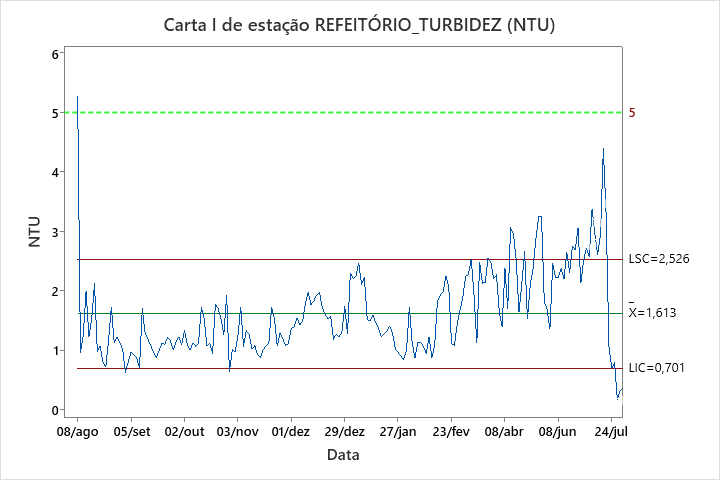 Carta I de estação REFEITÓRIO_TURBIDEZ (NTU)
6
5
5
4
3
LSC=2,526
2
_
X=1,613
1
LIC=0,701
0
NTU
08/ago 05/set 02/out 03/nov 01/dez 29/dez 27/jan 23/fev 08/abr 08/jun 24/jul
Data